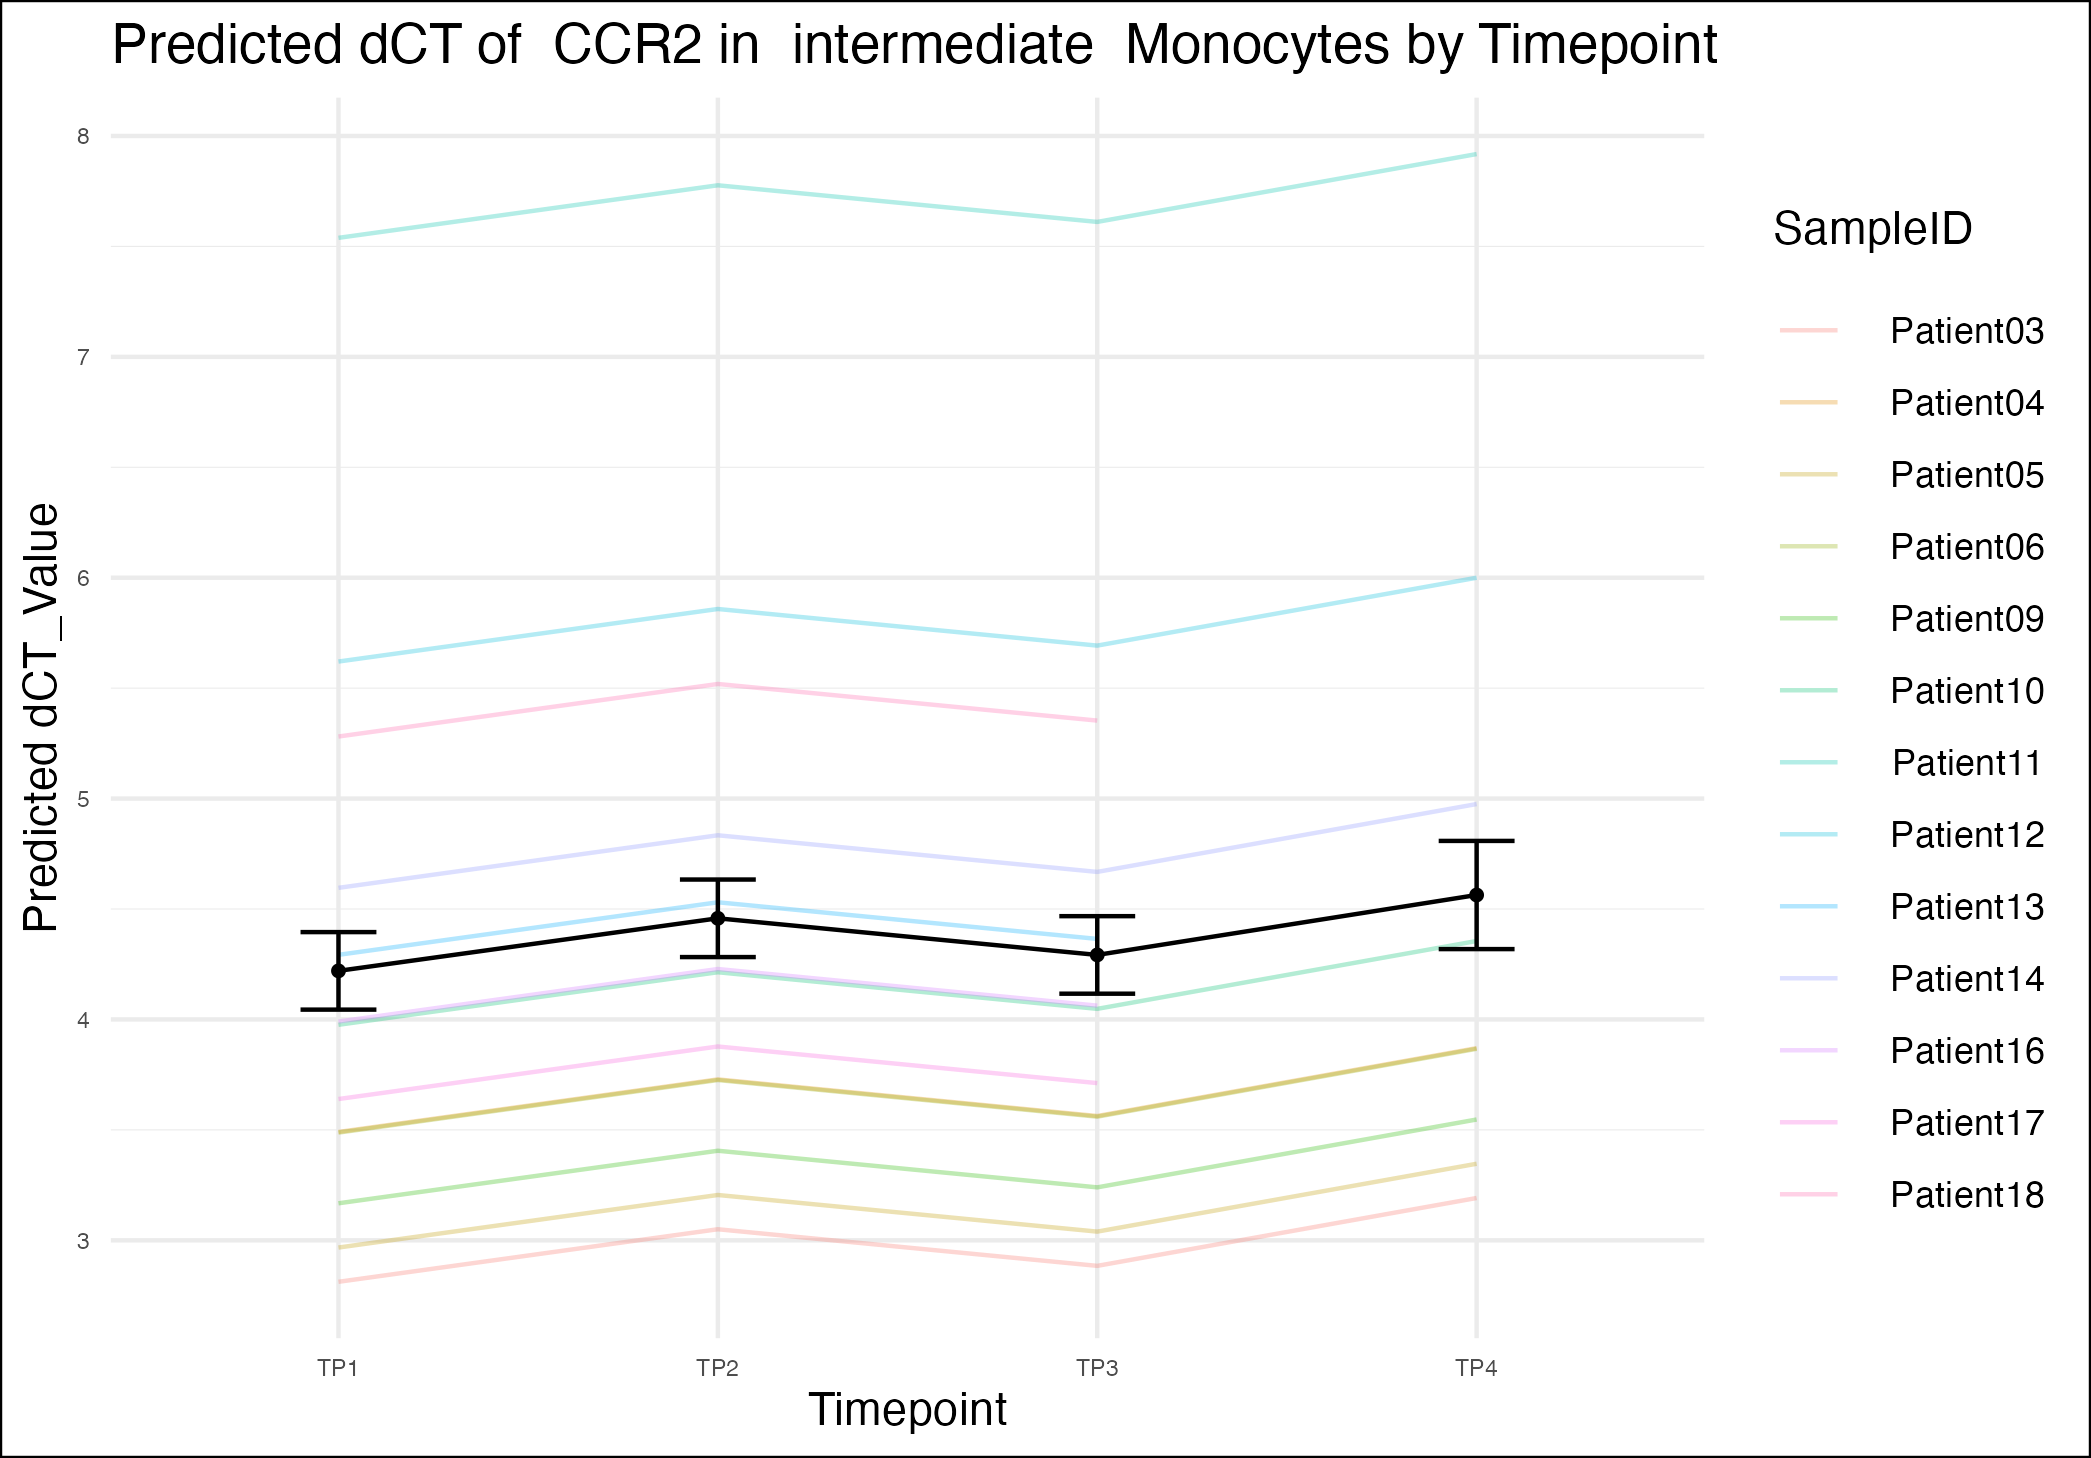 Predicted dCT of  CCR2 in  intermediate  Monocytes by Timepoint
8
7
6
5
4
3
Predicted dCT_Value
TP1
TP2
TP3
TP4
Timepoint
SampleID
Patient03
Patient04
Patient05
Patient06
Patient09
Patient10
Patient11
Patient12
Patient13
Patient14
Patient16
Patient17
Patient18